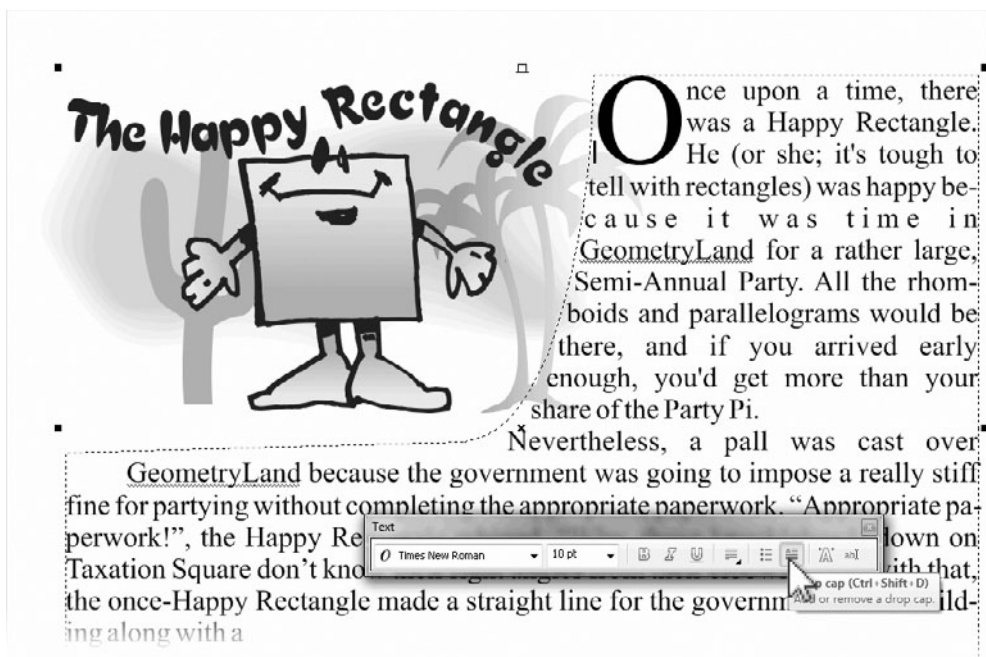 The Happy Rectangle
Once upon a time, there
was a Happy Rectangle.
He (or she; it's tough to
tell with rectangles) was happy be-
cause it was time in
GeometryLand for a rather large,
Semi-Annual Party. All the rhom-
boids and parallelograms would be
there, and if you arrived early
enough, you'd get more than your
share of the Party Pi.
Nevertheless, a pall was cast over
GeometryLand because the government was going to impose a really stiff
fine for partying without completing the appropriate paperwork. “Appropriate pa-
perwork!”, the Happy down on
Taxation Square don’t with that,
the once-Happy Rectangle made a straight line for the
ing along with a
Text
O Times New Roman 10 pt B I U A abI
cap (Ctrl+Shift+D)
or remove a drop cap.